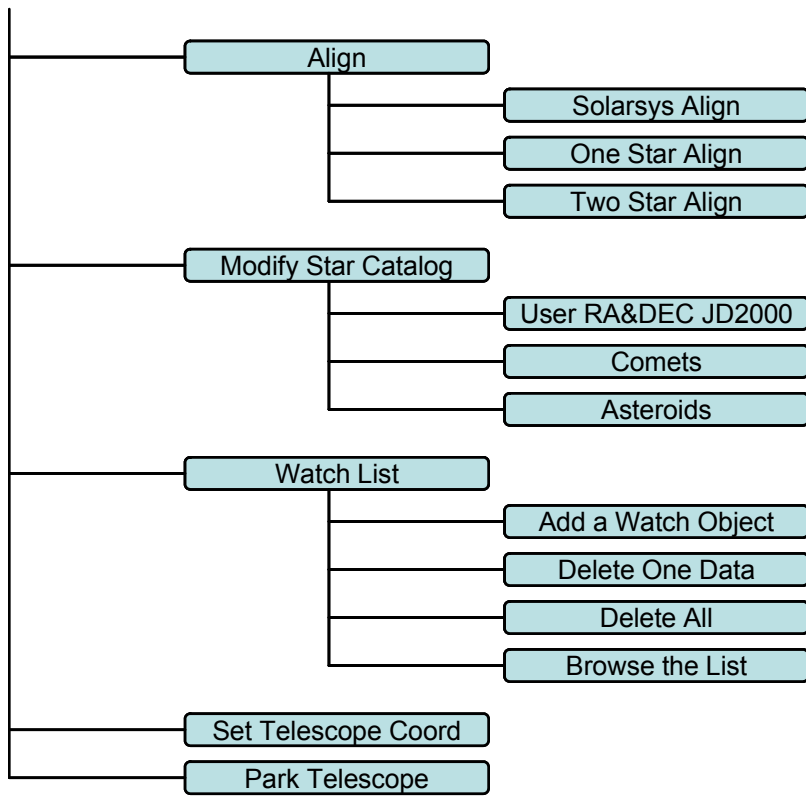 Align
Solarsys Align
One Star Align
Two Star Align
Modify Star Catalog
User RA&DEC JD2000
Comets
Asteroids
Watch List
Add a Watch Object
Delete One Data
Delete All
Browse the List
Set Telescope Coord
Park Telescope